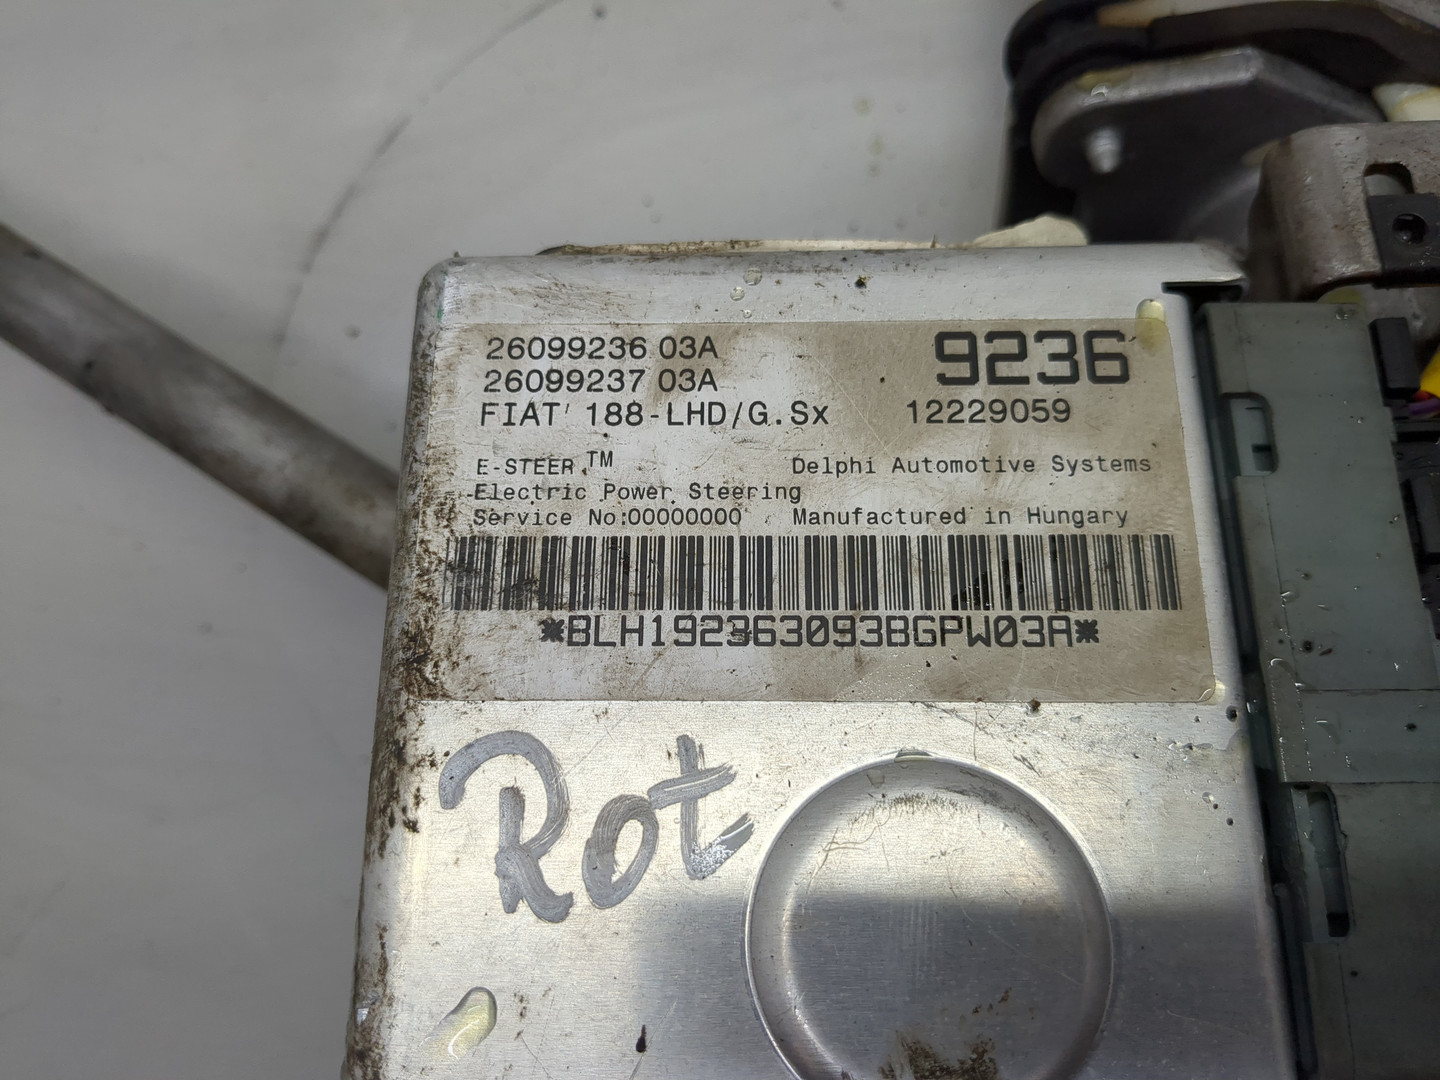 26099236 03A 9236
26099237 03A
FIAT 188-LHD/G.Sx 12229059
E-STEER TM Delphi Automotive Systems
Electric Power Steering
Service No:00000000 Manufactured in Hungary
*BLH192363093BGPW03A*
Rot